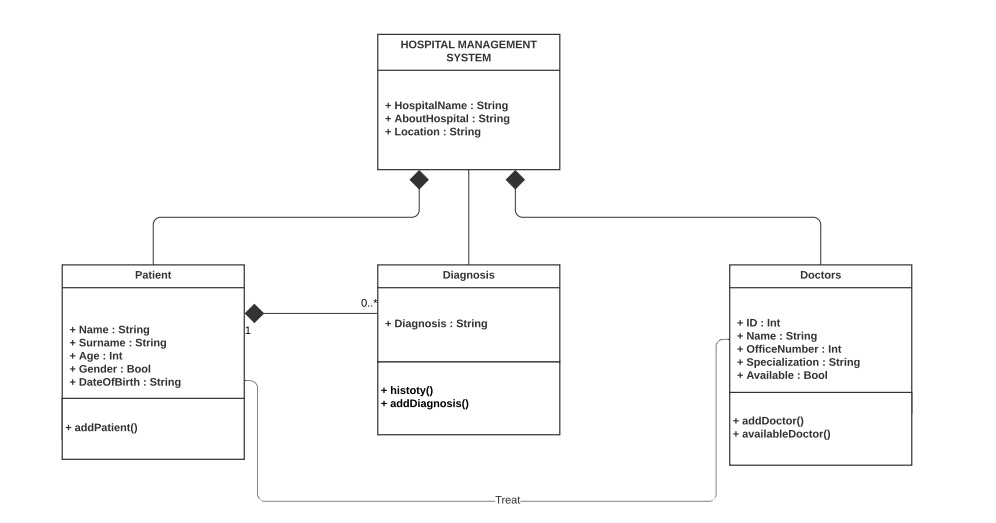 HOSPITAL MANAGEMENT
SYSTEM
+ HospitalName : String
+ AboutHospital : String
+ Location : String
Patient
+ Name : String
+ Surname : String
+ Age : Int
+ Gender : Bool
+ DateOfBirth : String
+ addPatient()
1
0..*
Diagnosis
+ Diagnosis : String
+ histoty()
+ addDiagnosis()
Doctors
+ ID : Int
+ Name : String
+ OfficeNumber : Int
+ Specialization : String
+ Available : Bool
+ addDoctor()
+ availableDoctor()
Treat